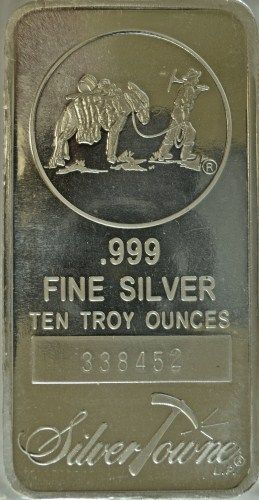 ®
.999
FINE SILVER
TEN TROY OUNCES
338452
SilverTowne
L.P.®